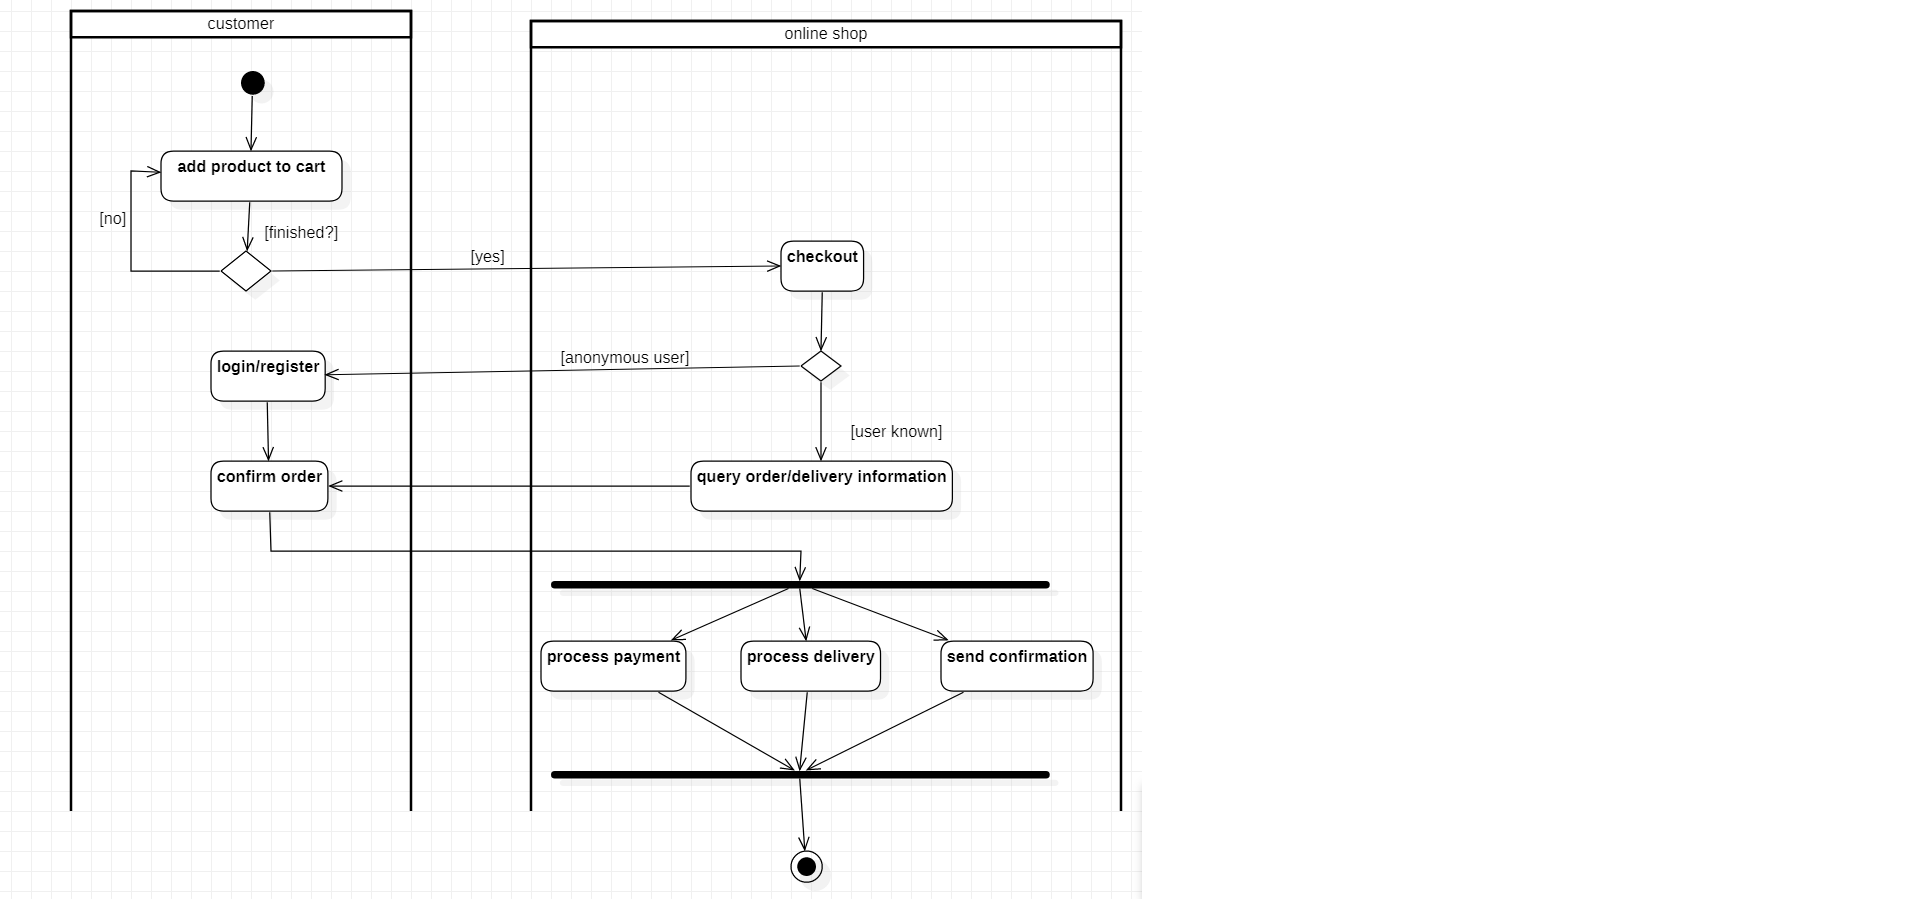 customer
online shop
add product to cart
[no]
[finished?]
[yes]
checkout
[anonymous user]
login/register
[user known]
confirm order
query order/delivery information
process payment
process delivery
send confirmation